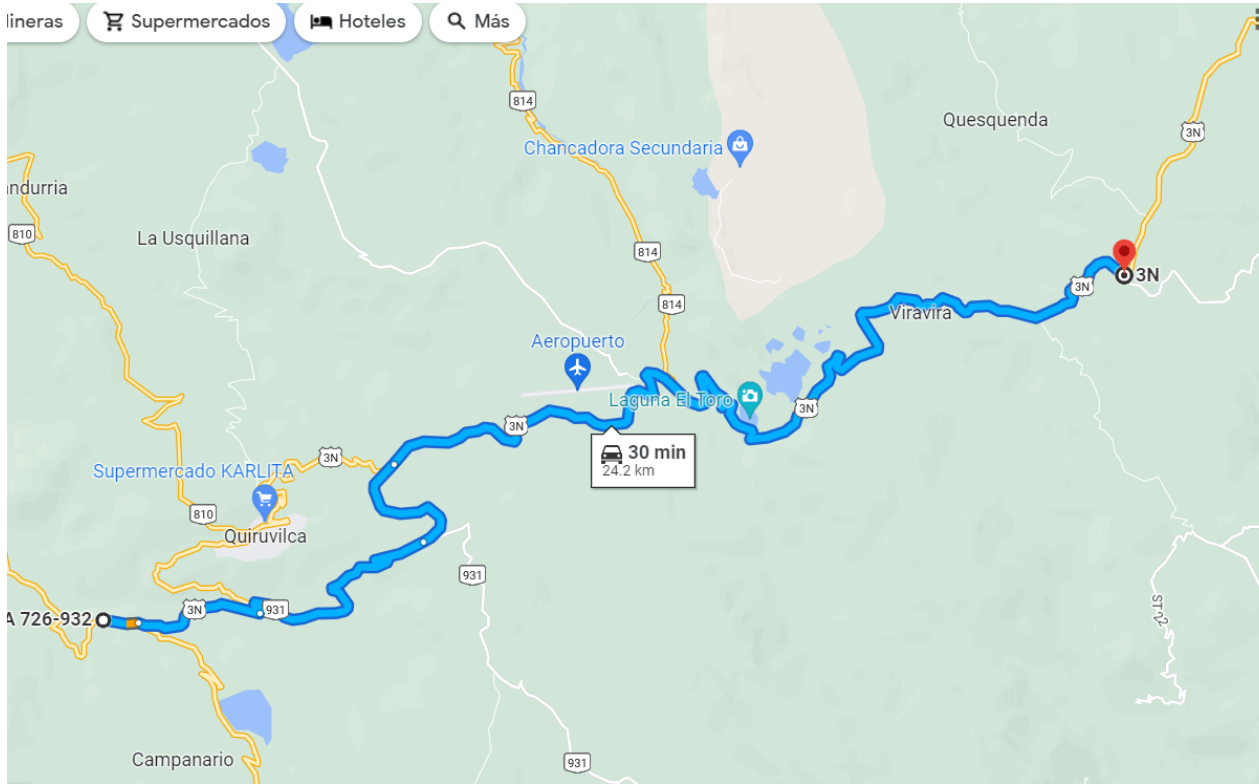 lineras
Supermercados
Hoteles
Más
814
Quesquenda
3N
Chancadora Secundaria
andurria
810
La Usquillana
814
3N
3N
814
Viravira
Aeropuerto
Laguna El Toro
3N
3N
30 min
24.2 km
3N
Supermercado KARLITA
810
Quiruvilca
931
3N
931
A 726-932
ST 22
Campanario
931